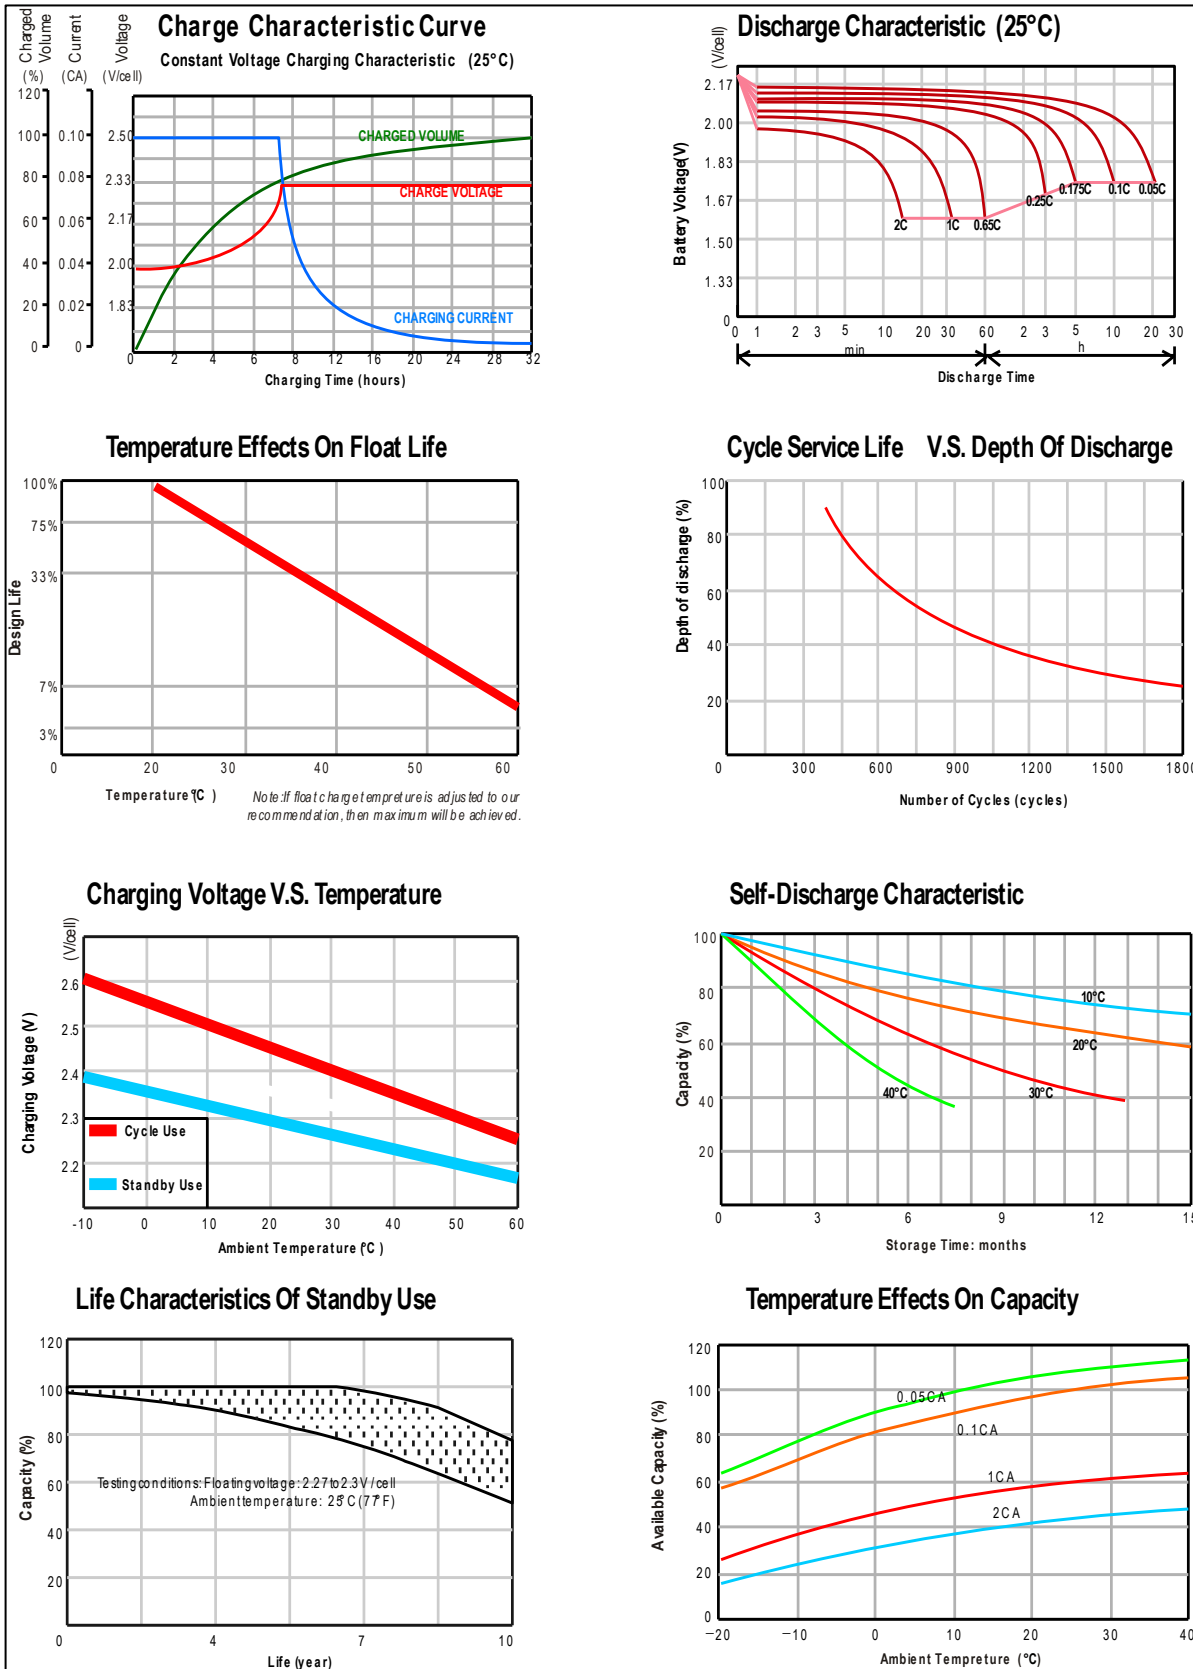 Charge Characteristic Curve
Constant Voltage Charging Characteristic (25°C)
Charged Volume (%)
Current (CA)
Voltage (V/cell)
120
100 0.10 2.50
80 0.08 2.33
60 0.06 2.17
40 0.04 2.00
20 0.02 1.83
0 0
CHARGED VOLUME
CHARGE VOLTAGE
CHARGING CURRENT
0 2 4 6 8 12 16 20 24 28 32
Charging Time (hours)
Discharge Characteristic (25°C)
(V/cell)
Battery Voltage(V)
2.17
2.00
1.83
1.67
1.50
1.33
0
2C 1C 0.65C 0.25C 0.175C 0.1C 0.05C
0 1 2 3 5 10 20 30 60 2 3 5 10 20 30
min h
Discharge Time
Temperature Effects On Float Life
Design Life
100%
75%
33%
7%
3%
0 20 30 40 50 60
Temperature(°C )
Note:If float charge tempreture is adjusted to our
recommendation, then maximum will be achieved.
Cycle Service Life V.S. Depth Of Discharge
Depth of discharge (%)
100
80
60
40
20
0
300 600 900 1200 1500 1800
Number of Cycles (cycles)
Charging Voltage V.S. Temperature
(V/cell)
Charging Voltage (V)
2.6
2.5
2.4
2.3
2.2
Cycle Use
Standby Use
-10 0 10 20 30 40 50 60
Ambient Temperature (°C )
Self-Discharge Characteristic
Capacity (%)
100
80
60
40
20
10°C
20°C
30°C
40°C
0 3 6 9 12 15
Storage Time: months
Life Characteristics Of Standby Use
Capacity (%)
120
100
80
60
40
20
Testing conditions: Floating voltage: 2.27 to 2.3 V / cell
Ambient temperature: 25°C (77°F)
0 4 7 10
Life (year)
Temperature Effects On Capacity
Available Capacity (%)
120
100
80
60
40
20
0
0.05CA
0.1CA
1CA
2CA
−20 −10 0 10 20 30 40
Ambient Tempreture (°C)